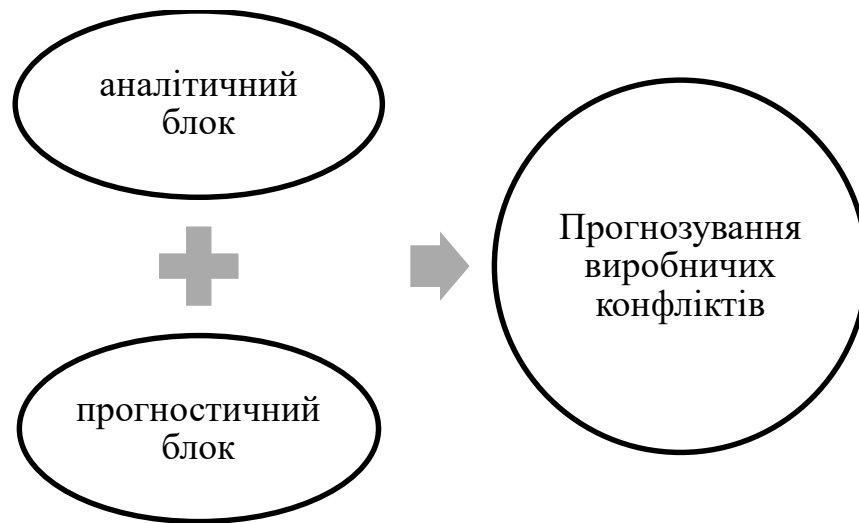 аналітичний
блок
прогностичний
блок
Прогнозування
виробничих
конфліктів